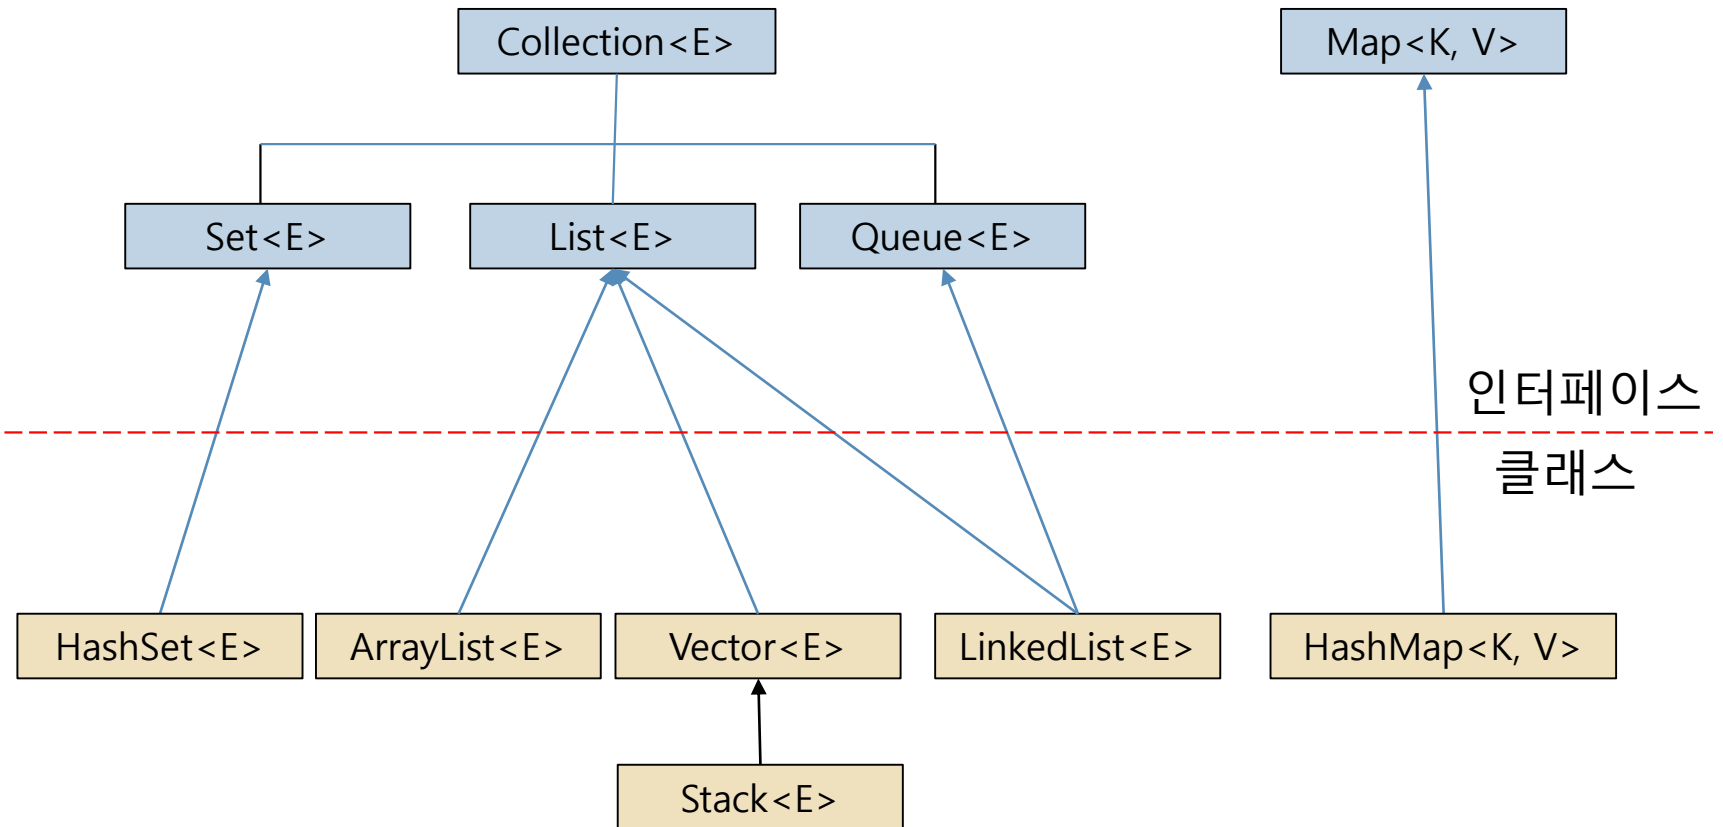 Collection<E>
Map<K, V>
Set<E>
List<E>
Queue<E>
인터페이스
클래스
HashSet<E>
ArrayList<E>
Vector<E>
LinkedList<E>
HashMap<K, V>
Stack<E>